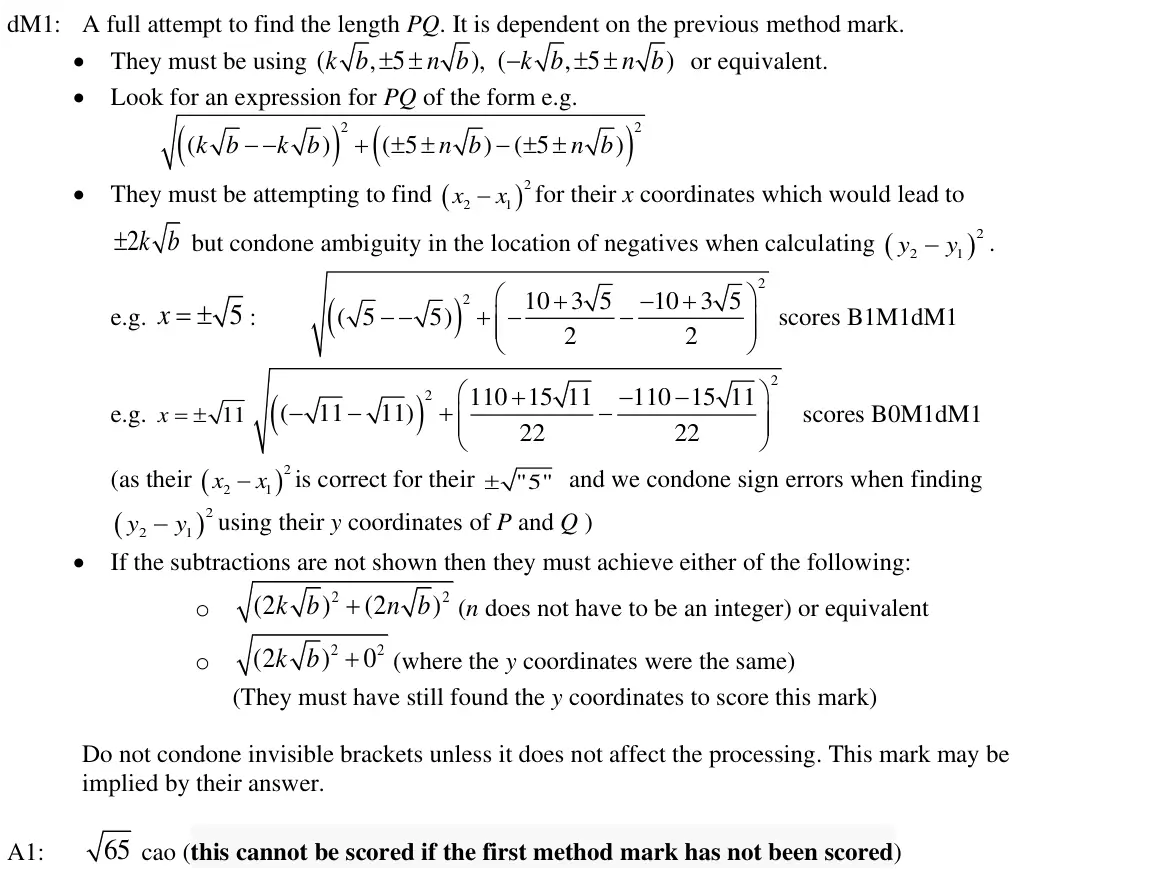 dM1: A full attempt to find the length PQ. It is dependent on the previous method mark.
• They must be using (k√b, ±5 ± n√b), (−k√b, ±5 ± n√b) or equivalent.
• Look for an expression for PQ of the form e.g.
√(((k√b − −k√b))² + ((±5 ± n√b) − (±5 ± n√b))²)
• They must be attempting to find (x₂ − x₁)² for their x coordinates which would lead to
±2k√b but condone ambiguity in the location of negatives when calculating (y₂ − y₁)².
e.g. x = ±√5 : √(((√5 − −√5))² + (−(10 + 3√5)/2 − (−10 + 3√5)/2)²) scores B1M1dM1
e.g. x = ±√11 √(((−√11 − √11))² + ((110 + 15√11)/22 − (−110 − 15√11)/22)²) scores B0M1dM1
(as their (x₂ − x₁)² is correct for their ±√"5" and we condone sign errors when finding
(y₂ − y₁)² using their y coordinates of P and Q )
• If the subtractions are not shown then they must achieve either of the following:
○ √((2k√b)² + (2n√b)²) (n does not have to be an integer) or equivalent
○ √((2k√b)² + 0²) (where the y coordinates were the same)
(They must have still found the y coordinates to score this mark)
Do not condone invisible brackets unless it does not affect the processing. This mark may be
implied by their answer.
A1: √65 cao (this cannot be scored if the first method mark has not been scored)